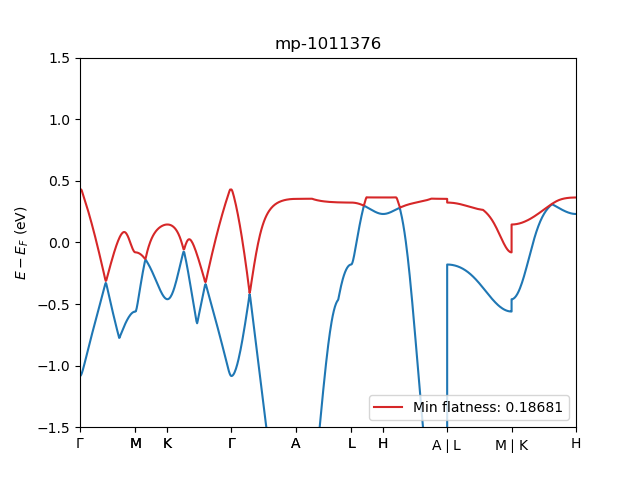 mp-1011376
E − E_F (eV)
1.5
1.0
0.5
0.0
−0.5
−1.0
−1.5
Min flatness: 0.18681
Γ M K Γ A L H A | L M | K H